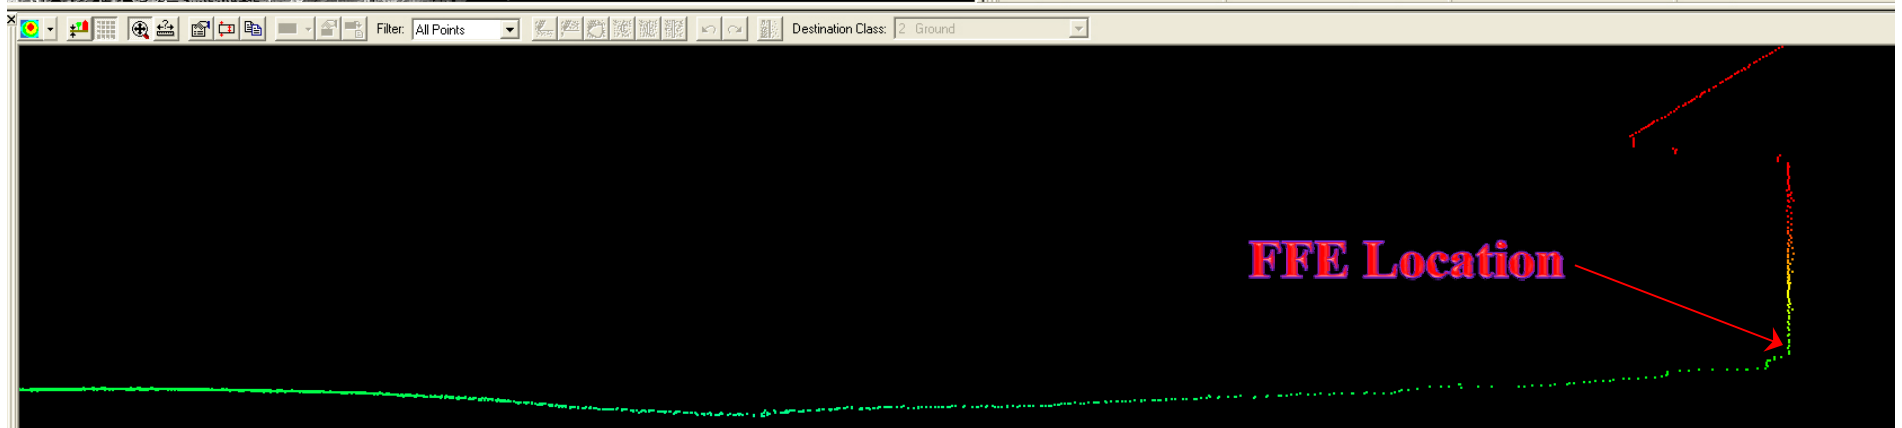 Filter: All Points Destination Class: 2 Ground
FFE Location